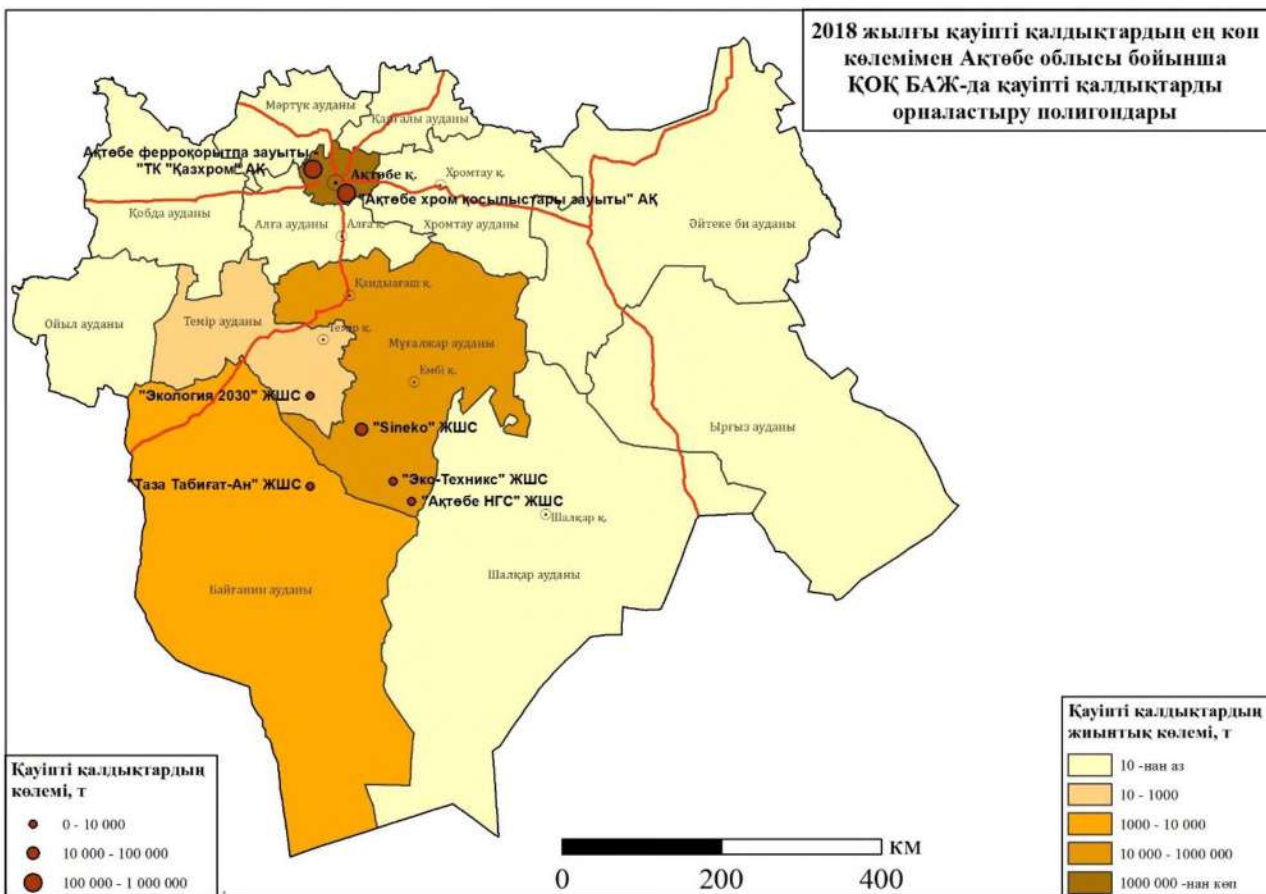 2018 жылғы қауіпті қалдықтардың ең көп
көлемімен Ақтөбе облысы бойынша
ҚОҚ БАЖ-да қауіпті қалдықтарды
орналастыру полигондары
Мәртүк ауданы
Қарғалы ауданы
Ақтөбе ферроқорытпа зауыты -
"ТК "Қазхром" АҚ
Ақтөбе қ.
Хромтау қ.
"Ақтөбе хром қосылыстары зауыты" АҚ
Қобда ауданы
Алға ауданы
Алға қ.
Хромтау ауданы
Әйтеке би ауданы
Қандыағаш қ.
Ойыл ауданы
Темір ауданы
Темір қ.
Мұғалжар ауданы
Ембі қ.
"Экология 2030" ЖШС
"Sineko" ЖШС
Ырғыз ауданы
"Таза Табиғат-Ан" ЖШС
"Эко-Техникс" ЖШС
"Ақтөбе НГС" ЖШС
Шалқар қ.
Шалқар ауданы
Байғанин ауданы
Қауіпті қалдықтардың
көлемі, т
0 - 10 000
10 000 - 100 000
100 000 - 1 000 000
км
0 200 400
Қауіпті қалдықтардың
жиынтық көлемі, т
10 -нан аз
10 - 1000
1000 - 10 000
10 000 - 1000 000
1000 000 -нан көп